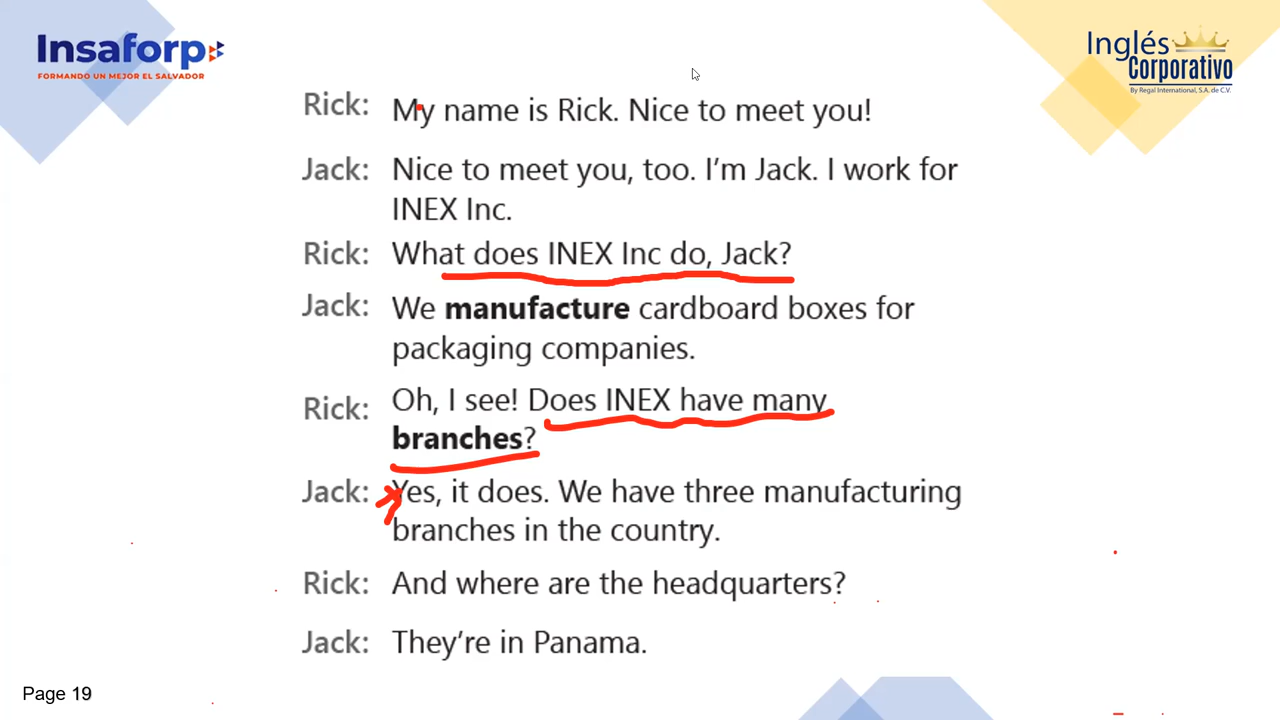 Insaforp
FORMANDO UN MEJOR EL SALVADOR
Inglés
Corporativo
By Regal International, S.A. de C.V.
Rick: My name is Rick. Nice to meet you!
Jack: Nice to meet you, too. I'm Jack. I work for
INEX Inc.
Rick: What does INEX Inc do, Jack?
Jack: We manufacture cardboard boxes for
packaging companies.
Rick: Oh, I see! Does INEX have many
branches?
Jack: Yes, it does. We have three manufacturing
branches in the country.
Rick: And where are the headquarters?
Jack: They're in Panama.
Page 19